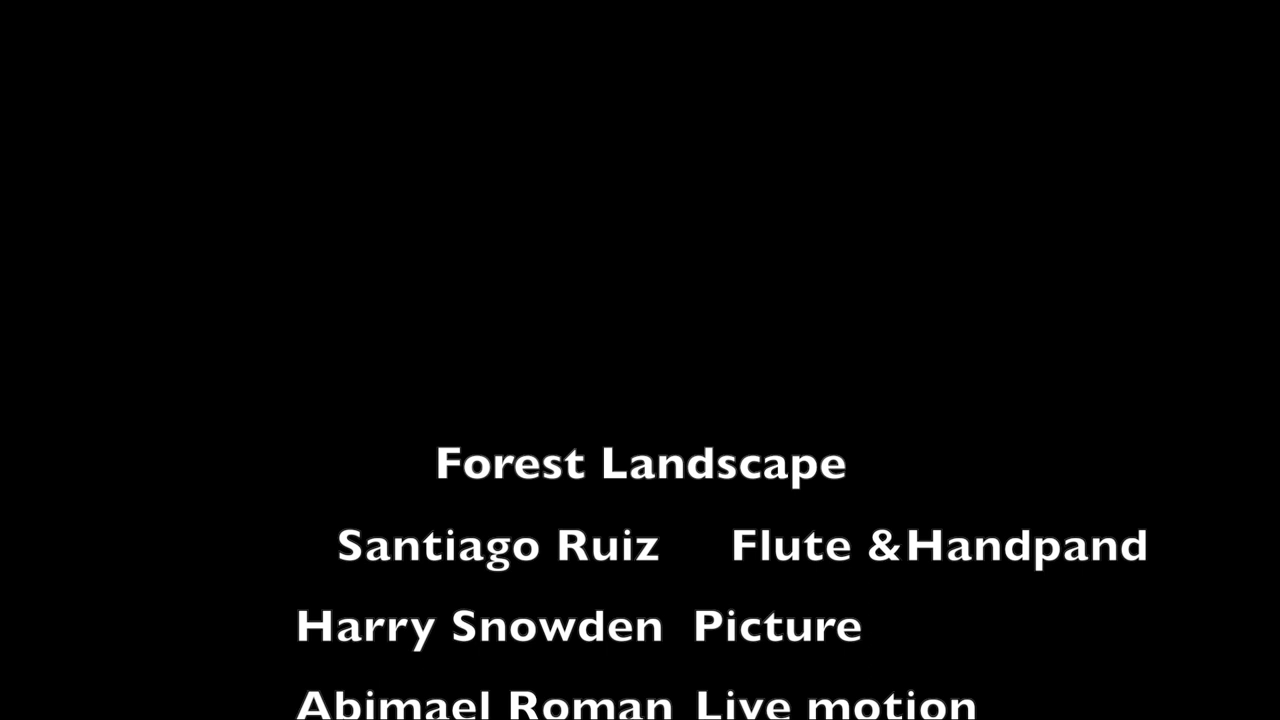 Forest Landscape
Santiago Ruiz Flute &Handpand
Harry Snowden Picture
Abimael Roman Live motion